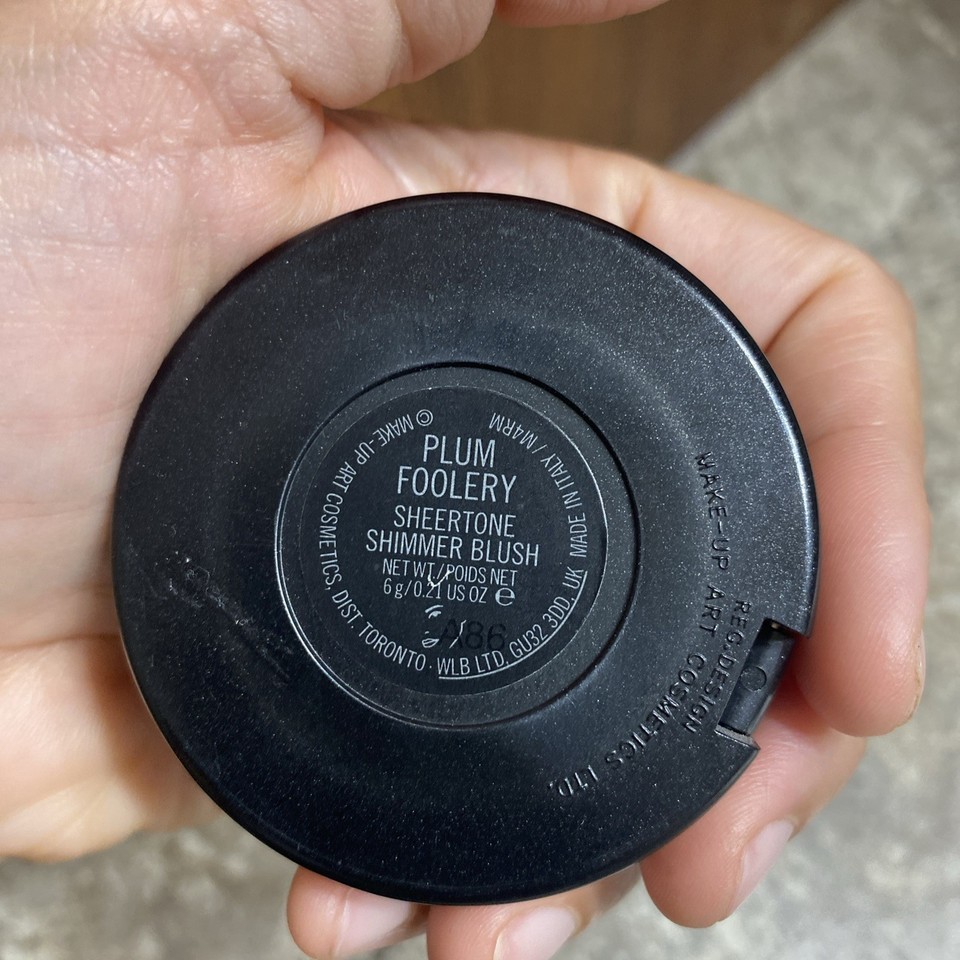 PLUM
FOOLERY
SHEERTONE
SHIMMER BLUSH
NET WT./POIDS NET
6 g/0.21 US OZ e
A86
© MAKE-UP ART COSMETICS, DIST. TORONTO · WLB LTD, GU32 3DD, UK MADE IN ITALY / M4RM
MAKE-UP ART COSMETICS LTD.
REG.DESIGN